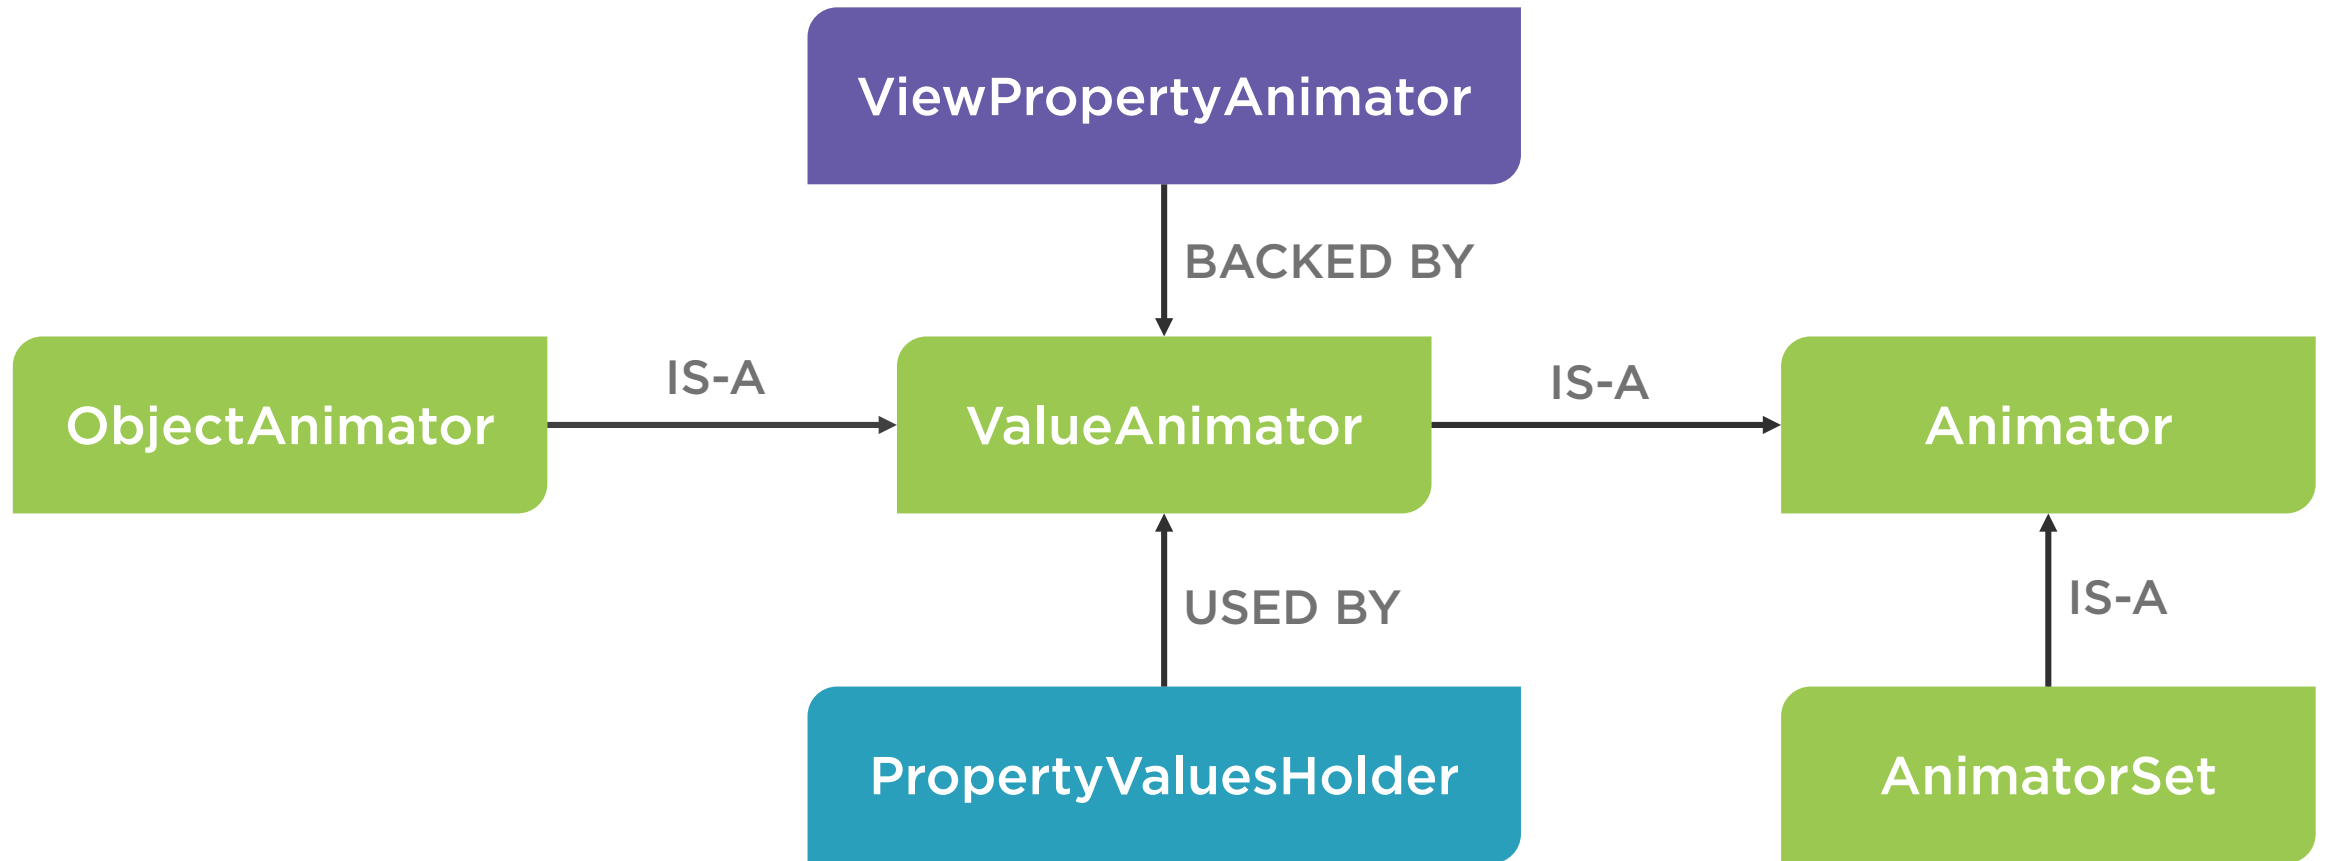 ViewPropertyAnimator
BACKED BY
ObjectAnimator
IS-A
ValueAnimator
IS-A
Animator
USED BY
IS-A
PropertyValuesHolder
AnimatorSet